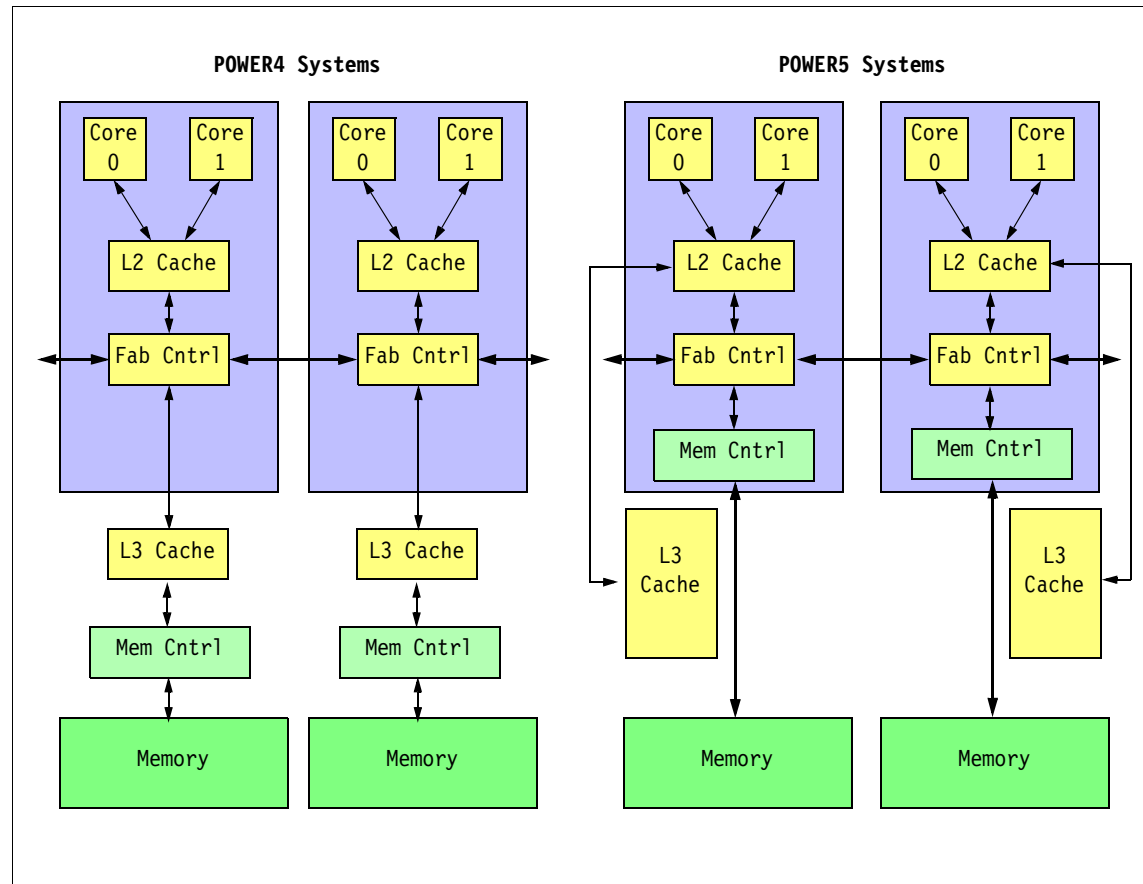 POWER4 Systems
POWER5 Systems
Core
0
Core
1
Core
0
Core
1
Core
0
Core
1
Core
0
Core
1
L2 Cache
L2 Cache
L2 Cache
L2 Cache
Fab Cntrl
Fab Cntrl
Fab Cntrl
Fab Cntrl
Mem Cntrl
Mem Cntrl
L3 Cache
L3 Cache
L3
Cache
L3
Cache
Mem Cntrl
Mem Cntrl
Memory
Memory
Memory
Memory